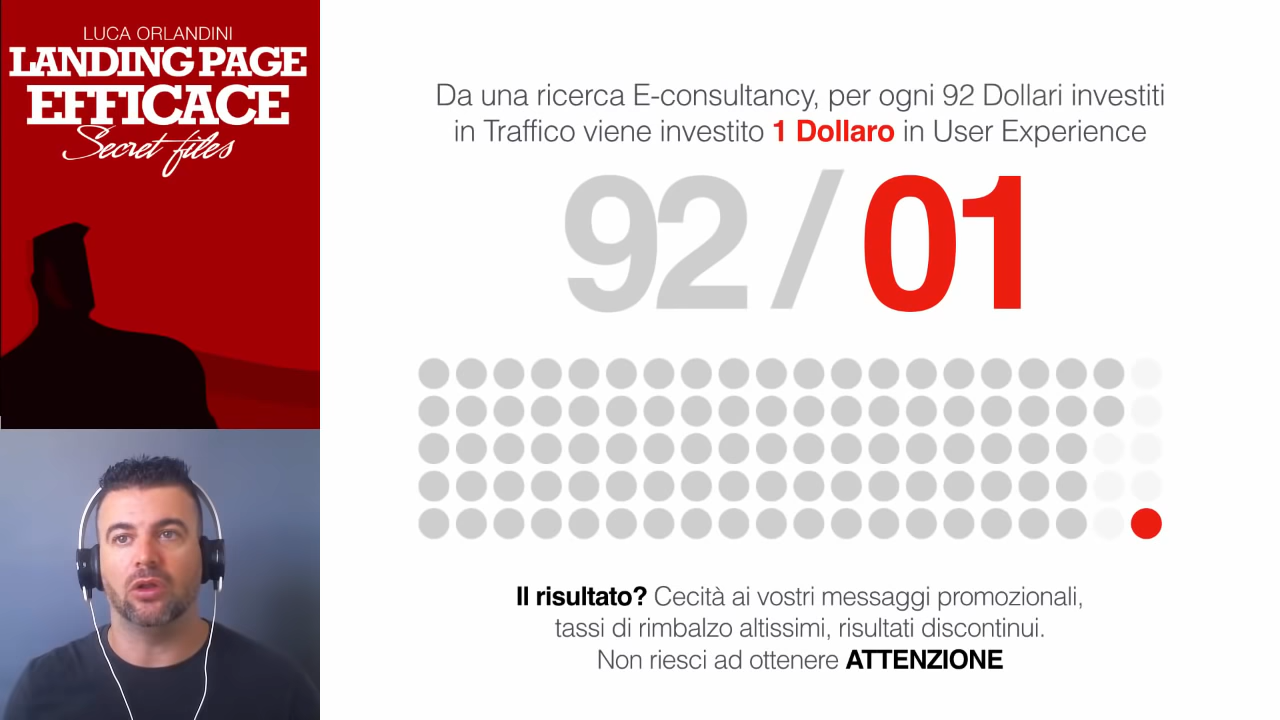 LUCA ORLANDINI
LANDING PAGE
EFFICACE
Secret files
Da una ricerca E-consultancy, per ogni 92 Dollari investiti
in Traffico viene investito 1 Dollaro in User Experience
92 / 01
Il risultato? Cecità ai vostri messaggi promozionali,
tassi di rimbalzo altissimi, risultati discontinui.
Non riesci ad ottenere ATTENZIONE